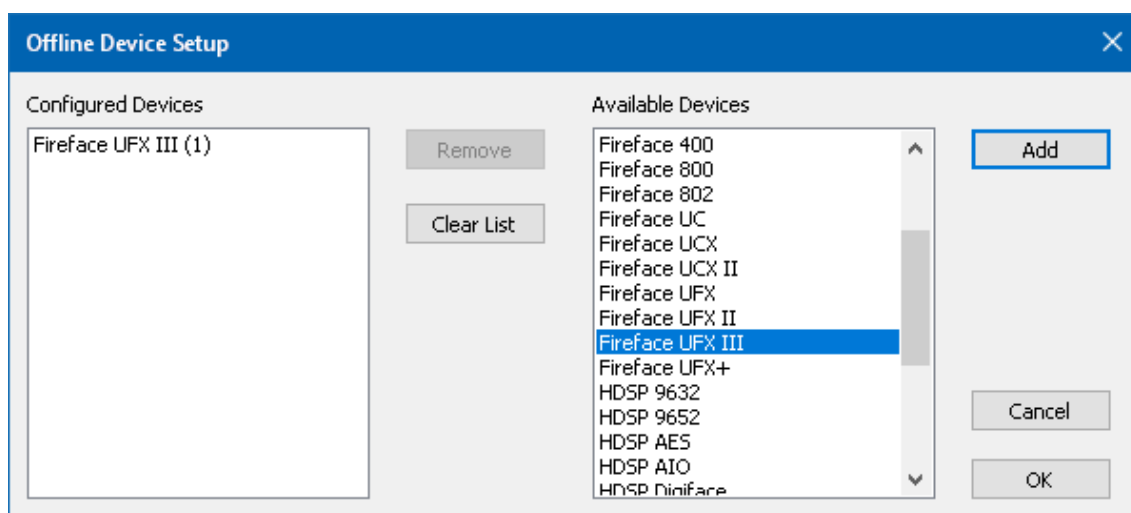 Offline Device Setup
Configured Devices
Fireface UFX III (1)
Remove
Clear List
Available Devices
Fireface 400
Fireface 800
Fireface 802
Fireface UC
Fireface UCX
Fireface UCX II
Fireface UFX
Fireface UFX II
Fireface UFX III
Fireface UFX+
HDSP 9632
HDSP 9652
HDSP AES
HDSP AIO
HDSP Digiface
Add
Cancel
OK